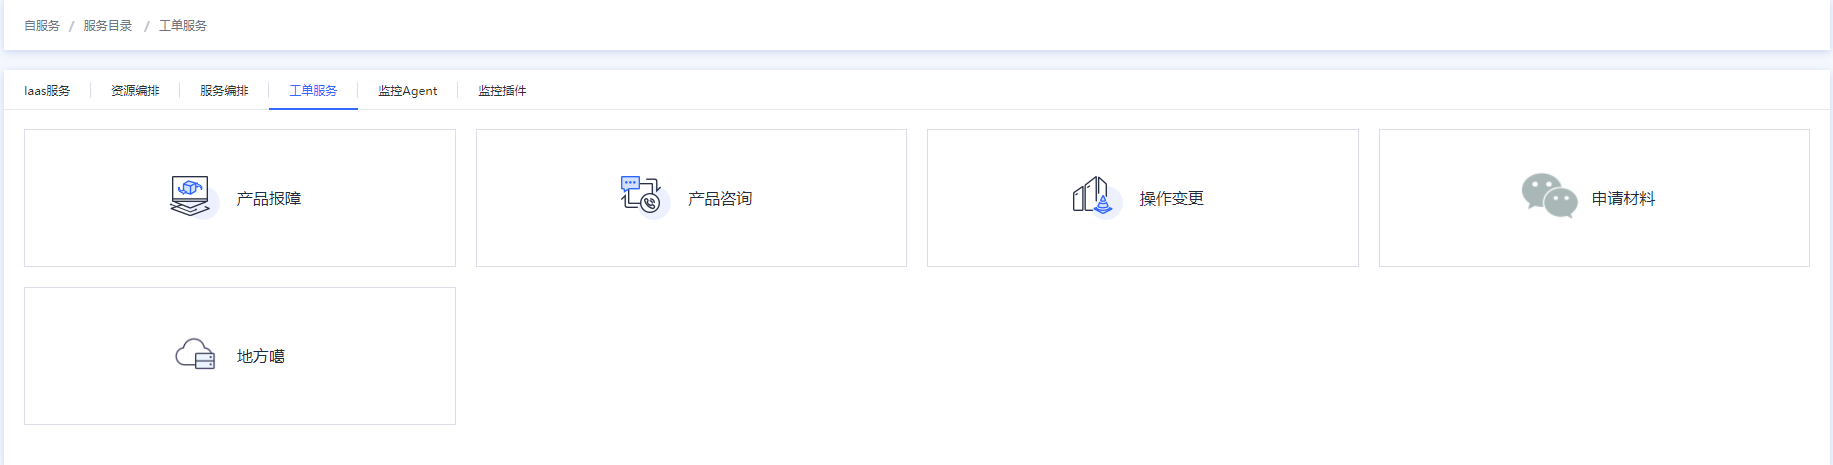 自服务 / 服务目录 / 工单服务
Iaas服务 资源编排 服务编排 工单服务 监控Agent 监控插件
产品报障 产品咨询 操作变更 申请材料
地方噶